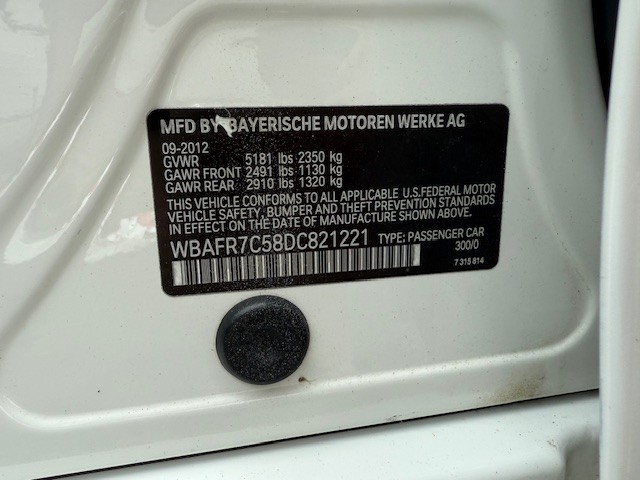 MFD BY BAYERISCHE MOTOREN WERKE AG
09-2012
GVWR 5181 lbs 2350 kg
GAWR FRONT 2491 lbs 1130 kg
GAWR REAR 2910 lbs 1320 kg
THIS VEHICLE CONFORMS TO ALL APPLICABLE U.S.FEDERAL MOTOR
VEHICLE SAFETY, BUMPER, AND THEFT PREVENTION STANDARDS IN
EFFECT ON THE DATE OF MANUFACTURE SHOWN ABOVE.
WBAFR7C58DC821221 TYPE: PASSENGER CAR
300/0
7 315 814